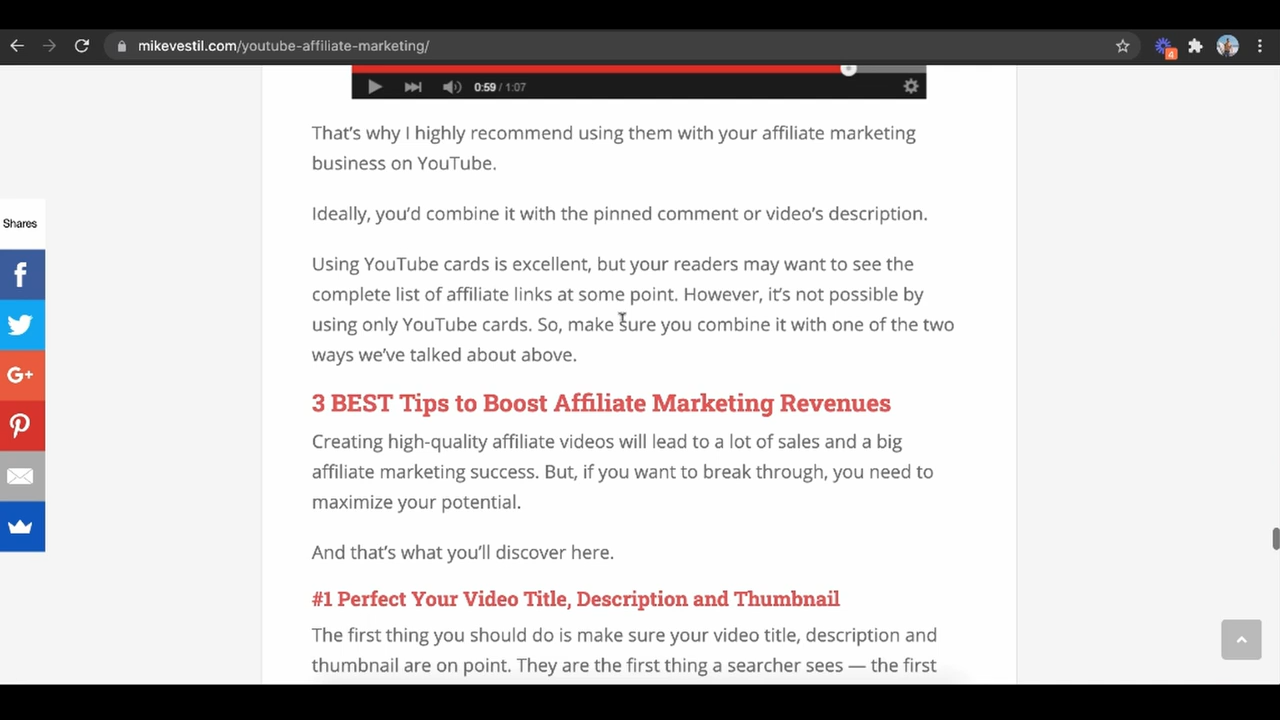 mikevestil.com/youtube-affiliate-marketing/
4
0:59 / 1:07
That's why I highly recommend using them with your affiliate marketing
business on YouTube.
Ideally, you'd combine it with the pinned comment or video's description.
Shares
Using YouTube cards is excellent, but your readers may want to see the
complete list of affiliate links at some point. However, it's not possible by
using only YouTube cards. So, make sure you combine it with one of the two
ways we've talked about above.
f
G+
3 BEST Tips to Boost Affiliate Marketing Revenues
Creating high-quality affiliate videos will lead to a lot of sales and a big
affiliate marketing success. But, if you want to break through, you need to
maximize your potential.
And that's what you'll discover here.
#1 Perfect Your Video Title, Description and Thumbnail
The first thing you should do is make sure your video title, description and
thumbnail are on point. They are the first thing a searcher sees — the first